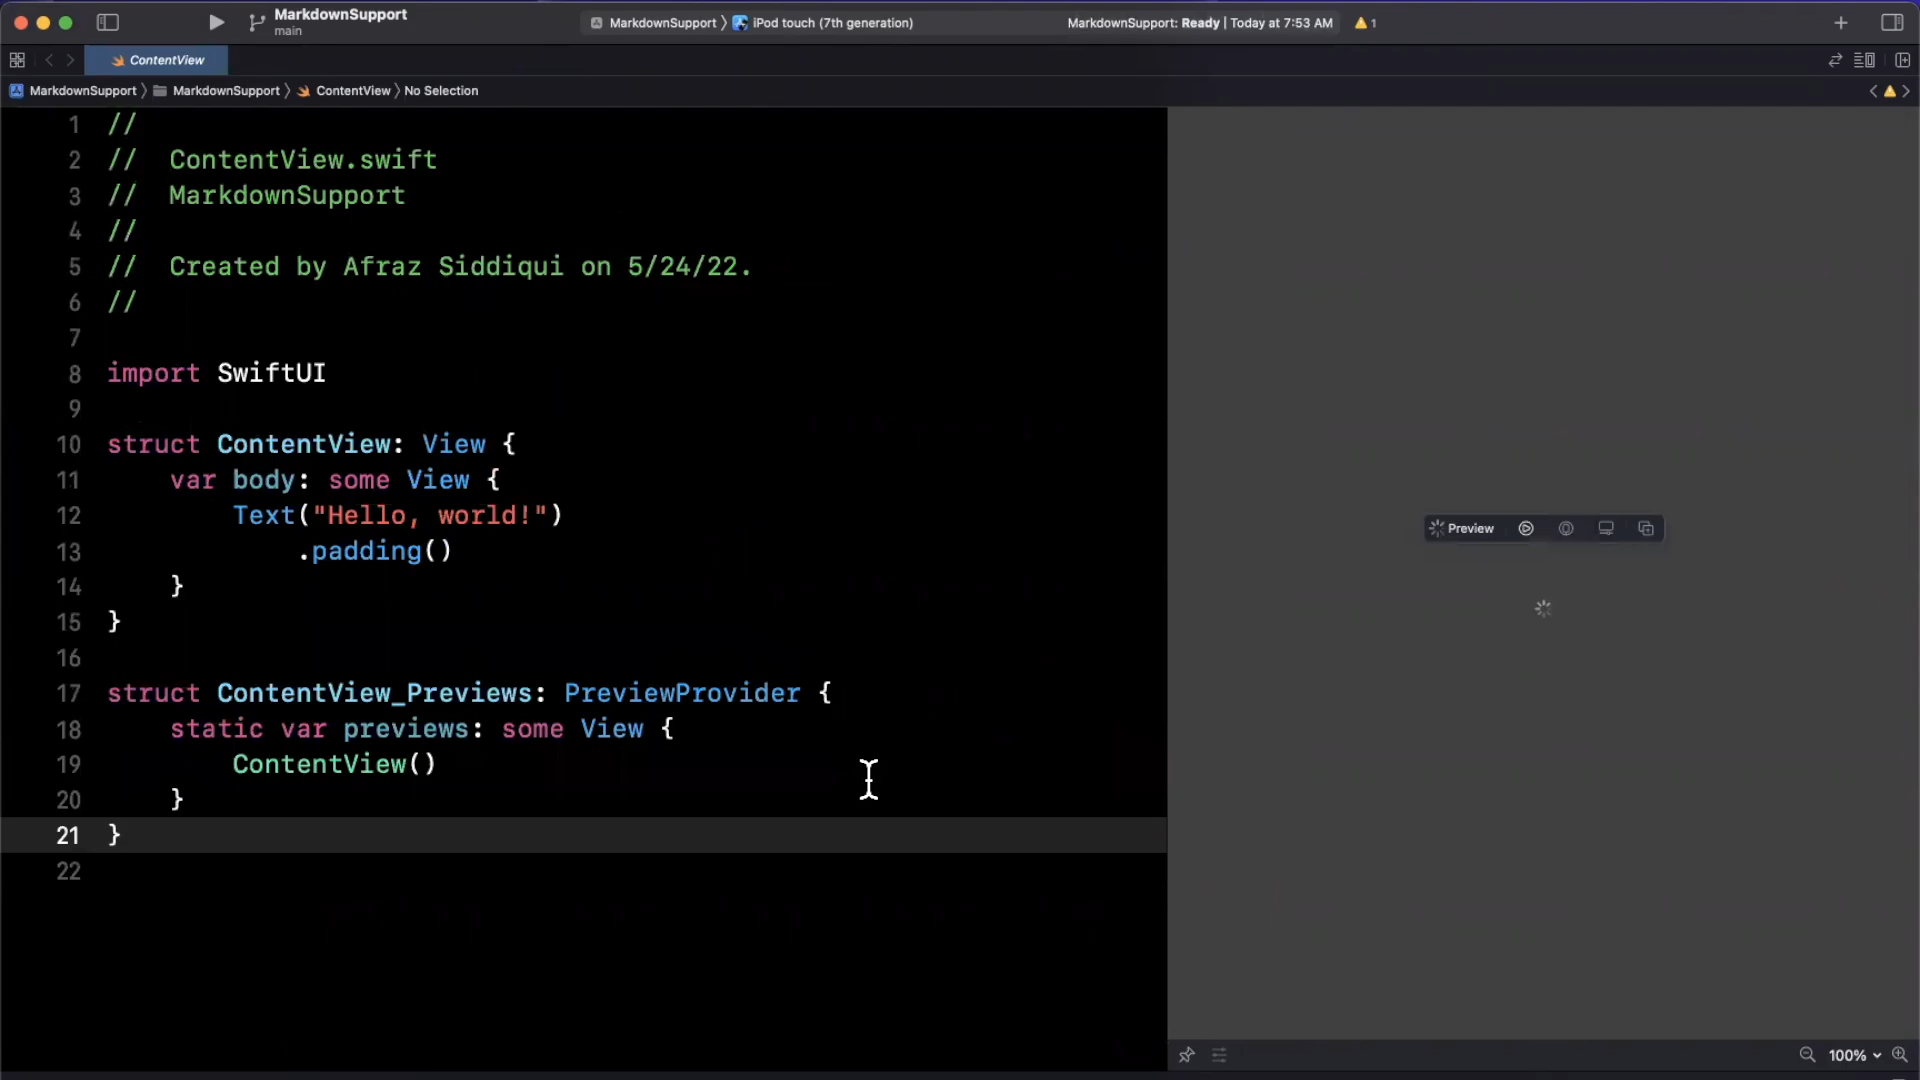 MarkdownSupport
main
MarkdownSupport 〉 iPod touch (7th generation)
MarkdownSupport: Ready | Today at 7:53 AM
1
ContentView
MarkdownSupport 〉 MarkdownSupport 〉 ContentView 〉 No Selection
1 //
2 //  ContentView.swift
3 //  MarkdownSupport
4 //
5 //  Created by Afraz Siddiqui on 5/24/22.
6 //
7
8 import SwiftUI
9
10 struct ContentView: View {
11     var body: some View {
12         Text("Hello, world!")
13             .padding()
14     }
15 }
16
17 struct ContentView_Previews: PreviewProvider {
18     static var previews: some View {
19         ContentView()
20     }
21 }
22
Preview
100%